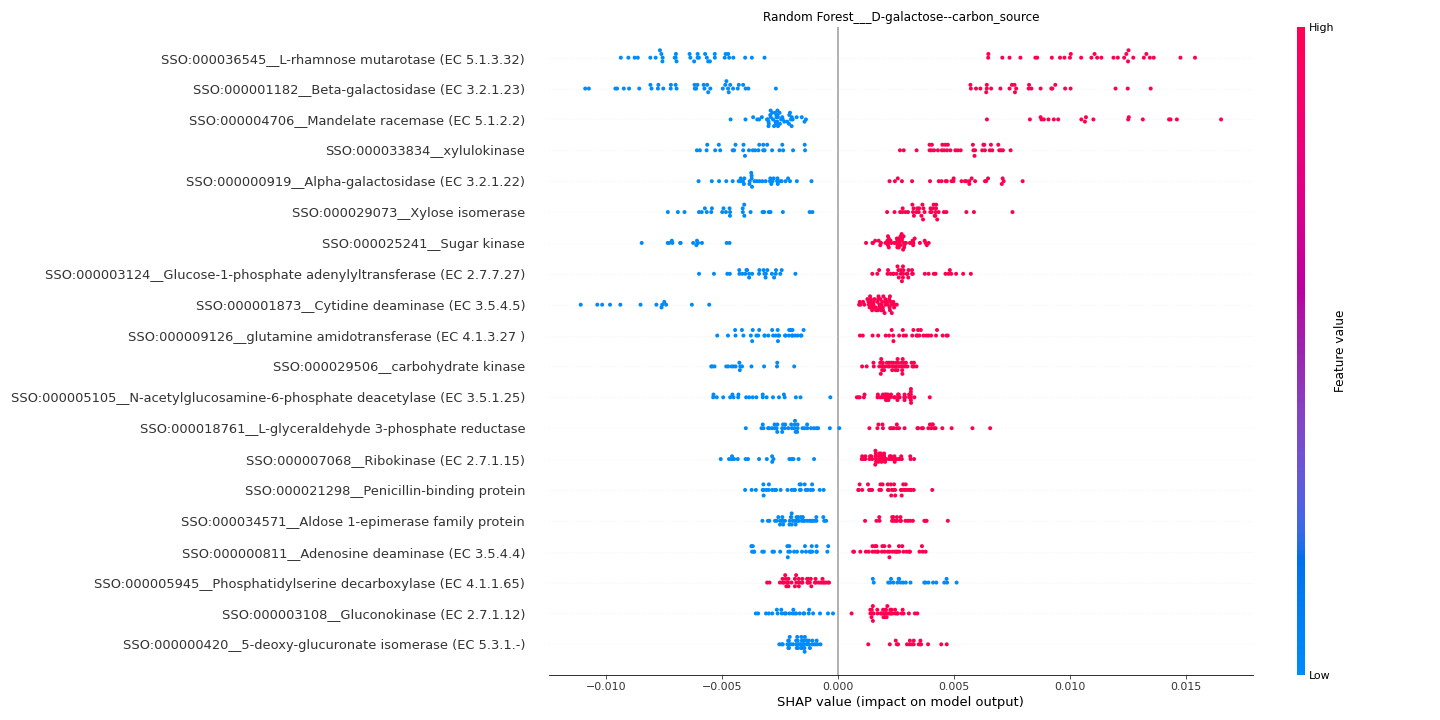 Random Forest___D-galactose--carbon_source
High
SSO:000036545__L-rhamnose mutarotase (EC 5.1.3.32)
SSO:000001182__Beta-galactosidase (EC 3.2.1.23)
SSO:000004706__Mandelate racemase (EC 5.1.2.2)
SSO:000033834__xylulokinase
SSO:000000919__Alpha-galactosidase (EC 3.2.1.22)
SSO:000029073__Xylose isomerase
SSO:000025241__Sugar kinase
SSO:000003124__Glucose-1-phosphate adenylyltransferase (EC 2.7.7.27)
SSO:000001873__Cytidine deaminase (EC 3.5.4.5)
SSO:000009126__glutamine amidotransferase (EC 4.1.3.27 )
SSO:000029506__carbohydrate kinase
SSO:000005105__N-acetylglucosamine-6-phosphate deacetylase (EC 3.5.1.25)
SSO:000018761__L-glyceraldehyde 3-phosphate reductase
SSO:000007068__Ribokinase (EC 2.7.1.15)
SSO:000021298__Penicillin-binding protein
SSO:000034571__Aldose 1-epimerase family protein
SSO:000000811__Adenosine deaminase (EC 3.5.4.4)
SSO:000005945__Phosphatidylserine decarboxylase (EC 4.1.1.65)
SSO:000003108__Gluconokinase (EC 2.7.1.12)
SSO:000000420__5-deoxy-glucuronate isomerase (EC 5.3.1.-)
Feature value
Low
−0.010 −0.005 0.000 0.005 0.010 0.015
SHAP value (impact on model output)